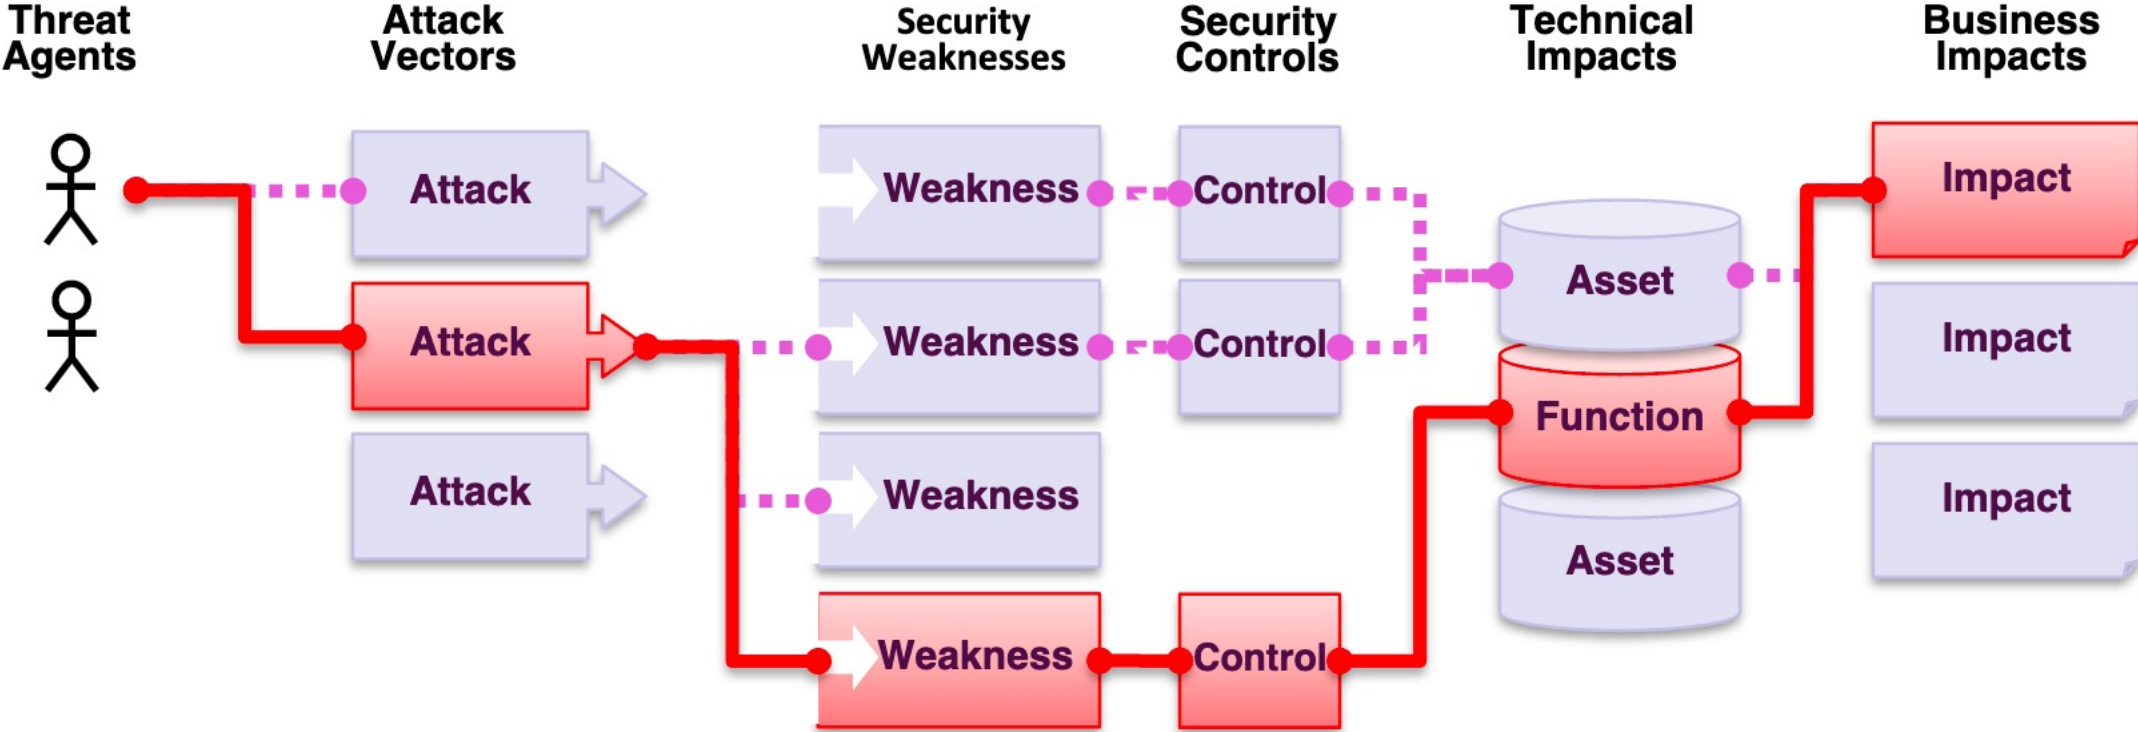 Threat
Agents
Attack
Vectors
Security
Weaknesses
Security
Controls
Technical
Impacts
Business
Impacts
Attack
Attack
Attack
Weakness
Weakness
Weakness
Weakness
Control
Control
Control
Asset
Function
Asset
Impact
Impact
Impact